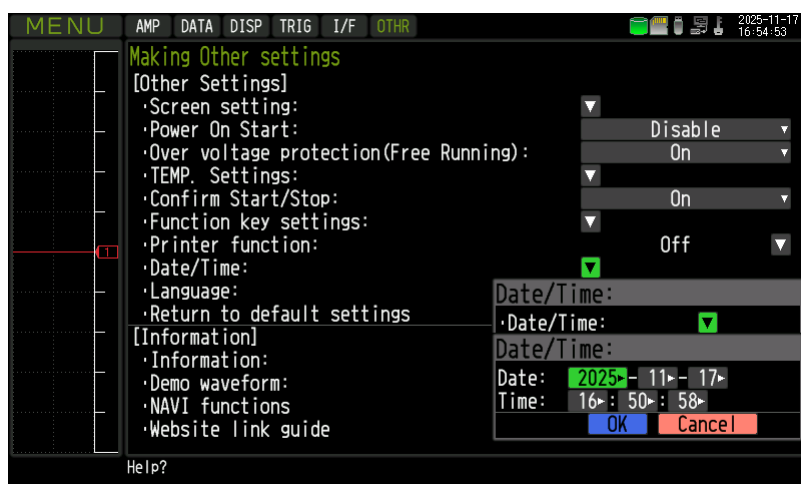 MENU AMP DATA DISP TRIG I/F OTHR 2025-11-17
16:54:53
Making Other settings
[Other Settings]
･Screen setting:
･Power On Start: Disable
･Over voltage protection(Free Running): On
･TEMP. Settings:
･Confirm Start/Stop: On
･Function key settings:
･Printer function: Off
1
･Date/Time:
･Language:
･Return to default settings
Date/Time:
･Date/Time:
Date/Time:
Date: 2025 - 11 - 17
Time: 16 : 50 : 58
OK Cancel
[Information]
･Information:
･Demo waveform:
･NAVI functions
･Website link guide
Help?